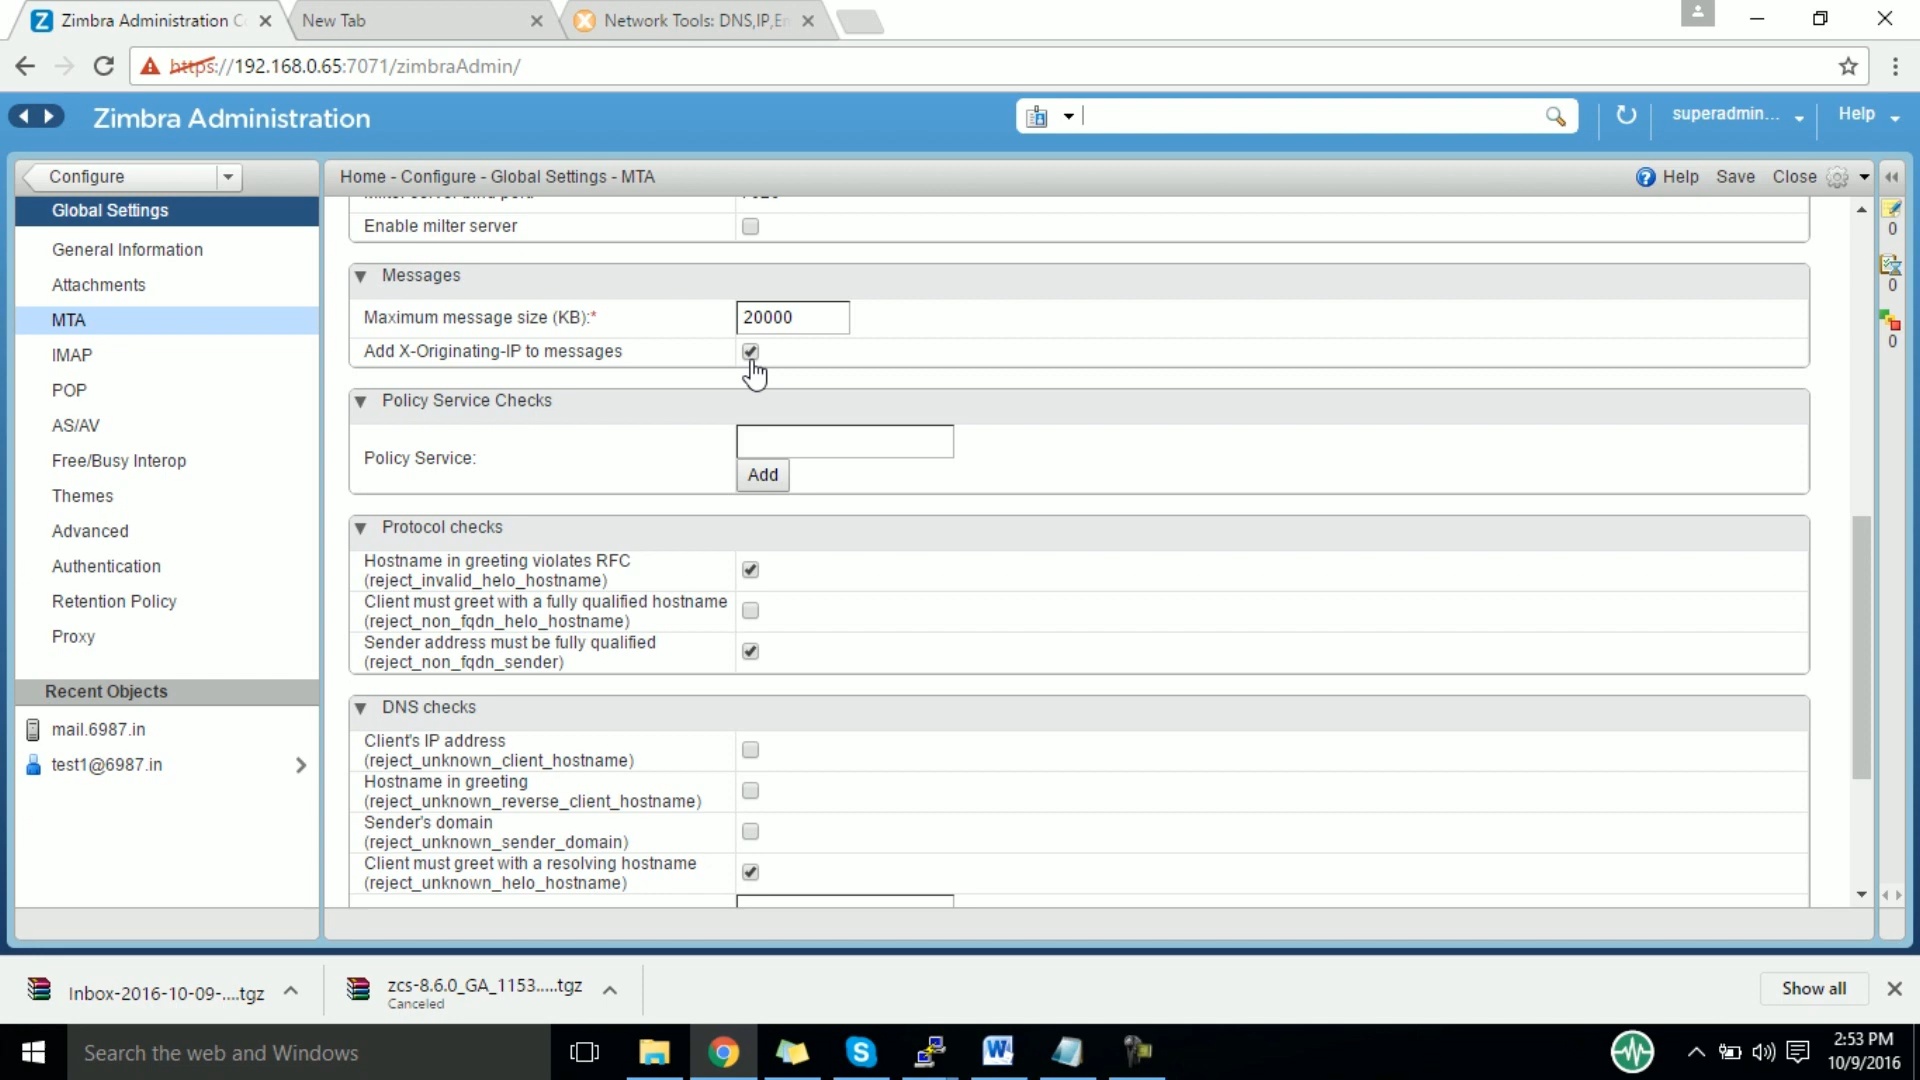 Zimbra Administration C
New Tab
Network Tools: DNS,IP,En
https://192.168.0.65:7071/zimbraAdmin/
Zimbra Administration
superadmin...
Help
Configure
Home - Configure - Global Settings - MTA
Help
Save
Close
Global Settings
General Information
Attachments
MTA
IMAP
POP
AS/AV
Free/Busy Interop
Themes
Advanced
Authentication
Retention Policy
Proxy
Recent Objects
mail.6987.in
test1@6987.in
Enable milter server
Messages
Maximum message size (KB):*
20000
Add X-Originating-IP to messages
Policy Service Checks
Policy Service:
Add
Protocol checks
Hostname in greeting violates RFC
(reject_invalid_helo_hostname)
Client must greet with a fully qualified hostname
(reject_non_fqdn_helo_hostname)
Sender address must be fully qualified
(reject_non_fqdn_sender)
DNS checks
Client's IP address
(reject_unknown_client_hostname)
Hostname in greeting
(reject_unknown_reverse_client_hostname)
Sender's domain
(reject_unknown_sender_domain)
Client must greet with a resolving hostname
(reject_unknown_helo_hostname)
0
0
0
Inbox-2016-10-09-....tgz
zcs-8.6.0_GA_1153.....tgz
Canceled
Show all
Search the web and Windows
2:53 PM
10/9/2016